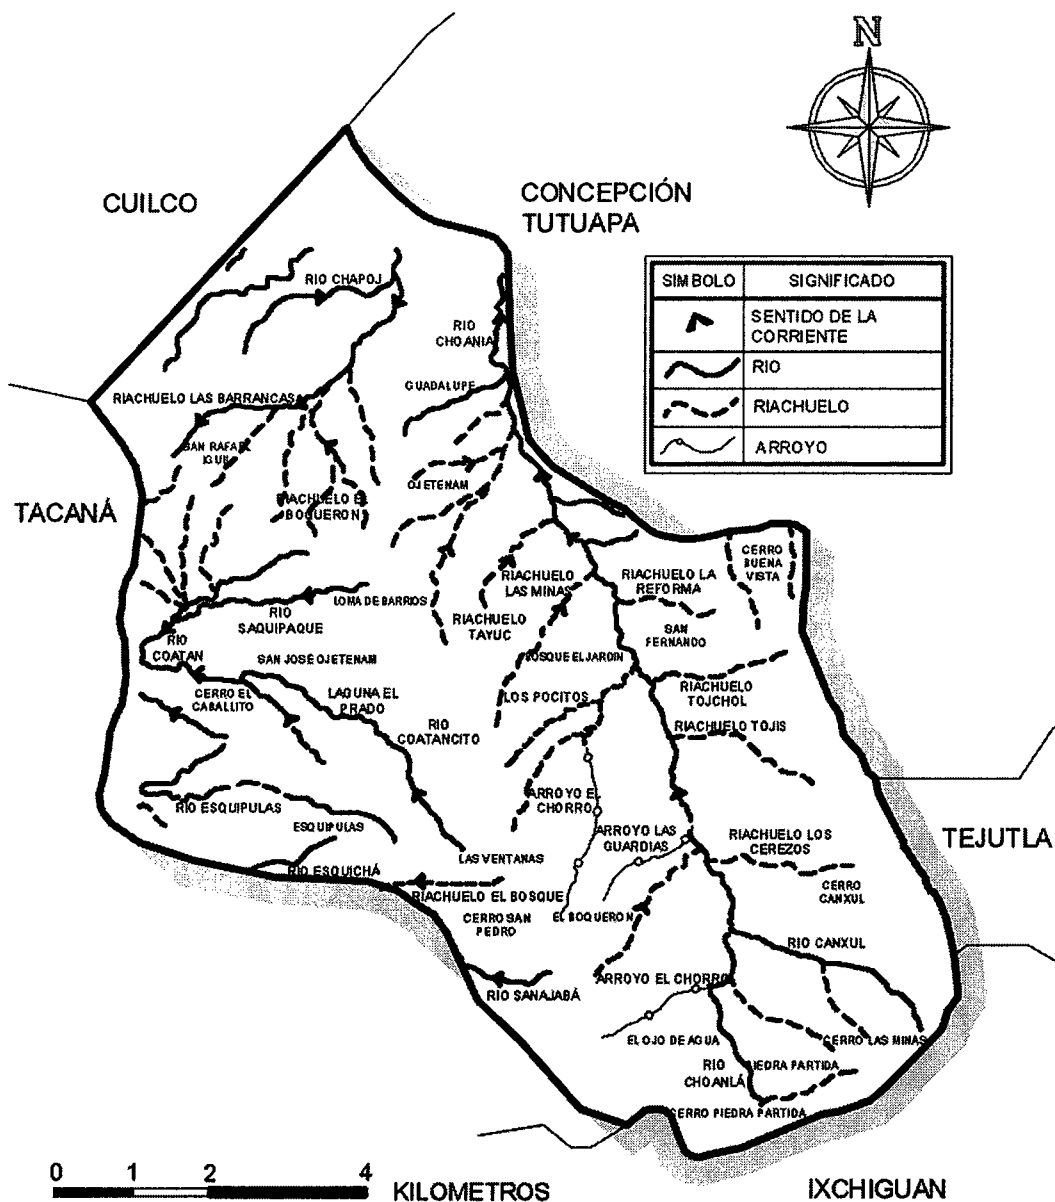 N
CUILCO
CONCEPCIÓN
TUTUAPA
SIMBOLO
SIGNIFICADO
SENTIDO DE LA
CORRIENTE
RIO
RIACHUELO
ARROYO
RIO CHAPOJ
RIO
CHOANIA
GUADALUPE
RIACHUELO LAS BARRANCAS
SAN RAFAEL
IGUIL
OJETENAM
RIACHUELO EL
BOQUERON
TACANÁ
CERRO
BUENA
VISTA
RIACHUELO
LAS MINAS
RIACHUELO LA
REFORMA
LOMA DE BARRIOS
RIO
SAQUIPAQUE
RIACHUELO
TAYUC
SAN
FERNANDO
RIO
COATAN
SAN JOSE OJETENAM
BOSQUE EL JARDIN
CERRO EL
CABALLITO
LAGUNA EL
PRADO
LOS POCITOS
RIACHUELO
TOJCHOL
RIO
COATANCITO
RIACHUELO TOJIS
RIO ESQUIPULAS
ESQUIPULAS
ARROYO EL
CHORRO
ARROYO LAS
GUARDIAS
RIACHUELO LOS
CEREZOS
TEJUTLA
LAS VENTANAS
RIO ESQUICHÁ
RIACHUELO EL BOSQUE
CERRO
CANXUL
CERRO SAN
PEDRO
EL BOQUERON
RIO CANXUL
RIO SANAJABÁ
ARROYO EL CHORRO
EL OJO DE AGUA
CERRO LAS MINAS
RIO
CHOANLÁ
PIEDRA PARTIDA
CERRO PIEDRA PARTIDA
0 1 2 4
KILOMETROS
IXCHIGUAN